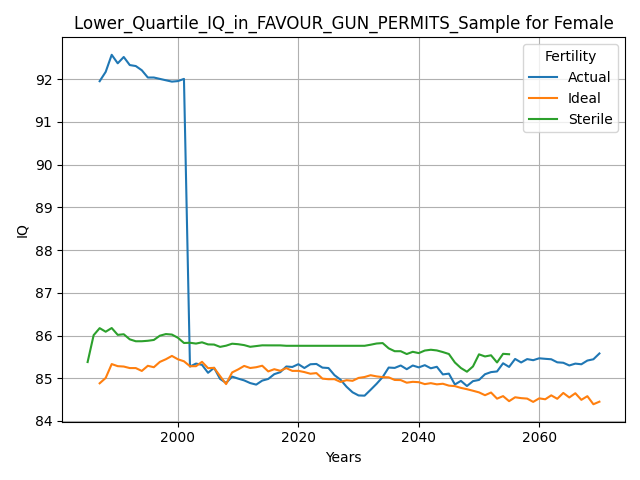 Lower_Quartile_IQ_in_FAVOUR_GUN_PERMITS_Sample for Female
Fertility
Actual
Ideal
Sterile
92
91
90
89
88
87
86
85
84
IQ
2000
2020
2040
2060
Years